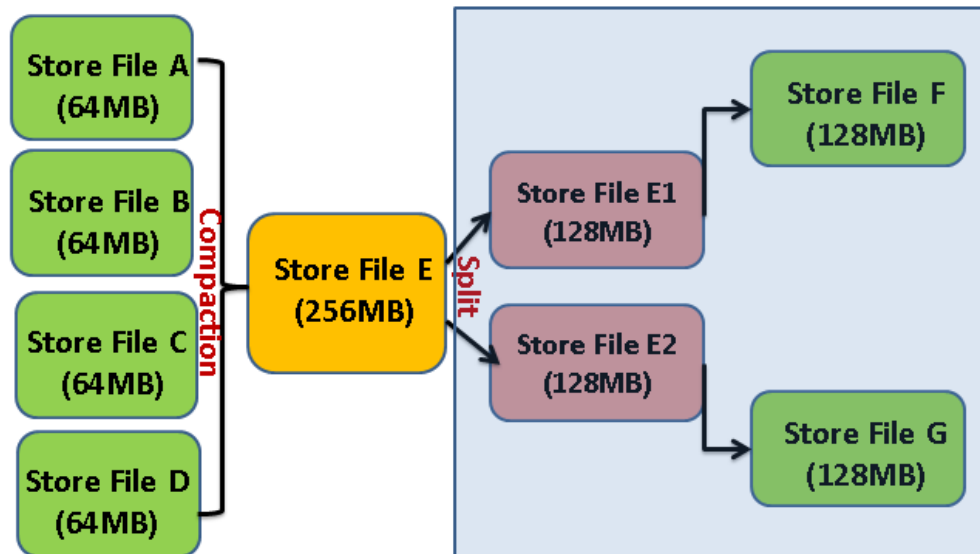 Store File A
(64MB)
Store File B
(64MB)
Store File C
(64MB)
Store File D
(64MB)
Compaction
Store File E
(256MB)
Split
Store File E1
(128MB)
Store File E2
(128MB)
Store File F
(128MB)
Store File G
(128MB)